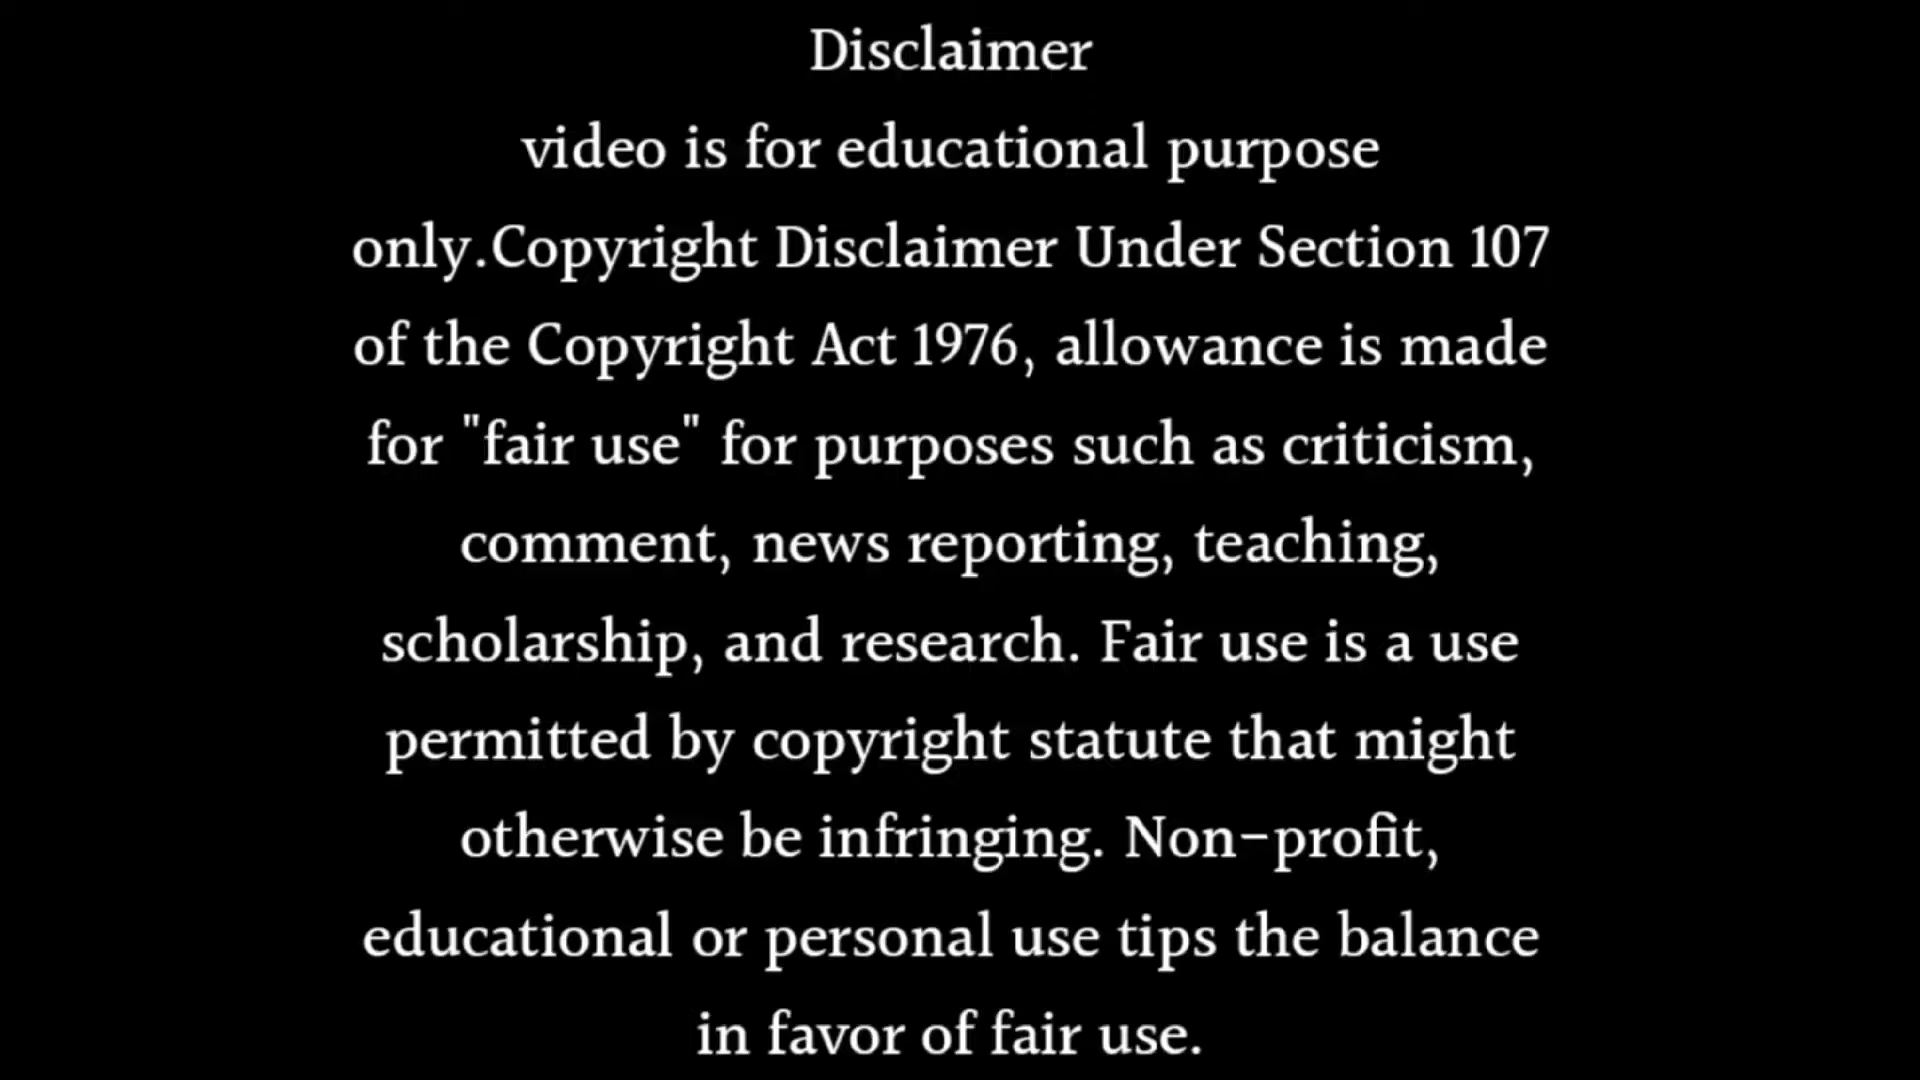 Disclaimer
video is for educational purpose
only.Copyright Disclaimer Under Section 107
of the Copyright Act 1976, allowance is made
for "fair use" for purposes such as criticism,
comment, news reporting, teaching,
scholarship, and research. Fair use is a use
permitted by copyright statute that might
otherwise be infringing. Non-profit,
educational or personal use tips the balance
in favor of fair use.